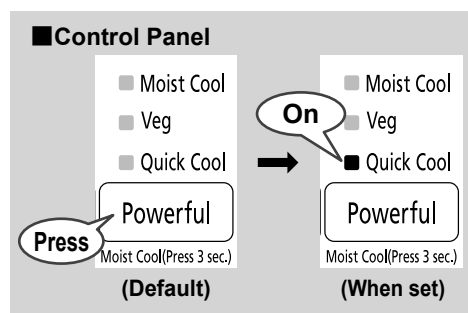 ■Control Panel
Moist Cool
Veg
Quick Cool
Powerful
Press
Moist Cool(Press 3 sec.)
(Default)
Moist Cool
On
Veg
Quick Cool
Powerful
Moist Cool(Press 3 sec.)
(When set)